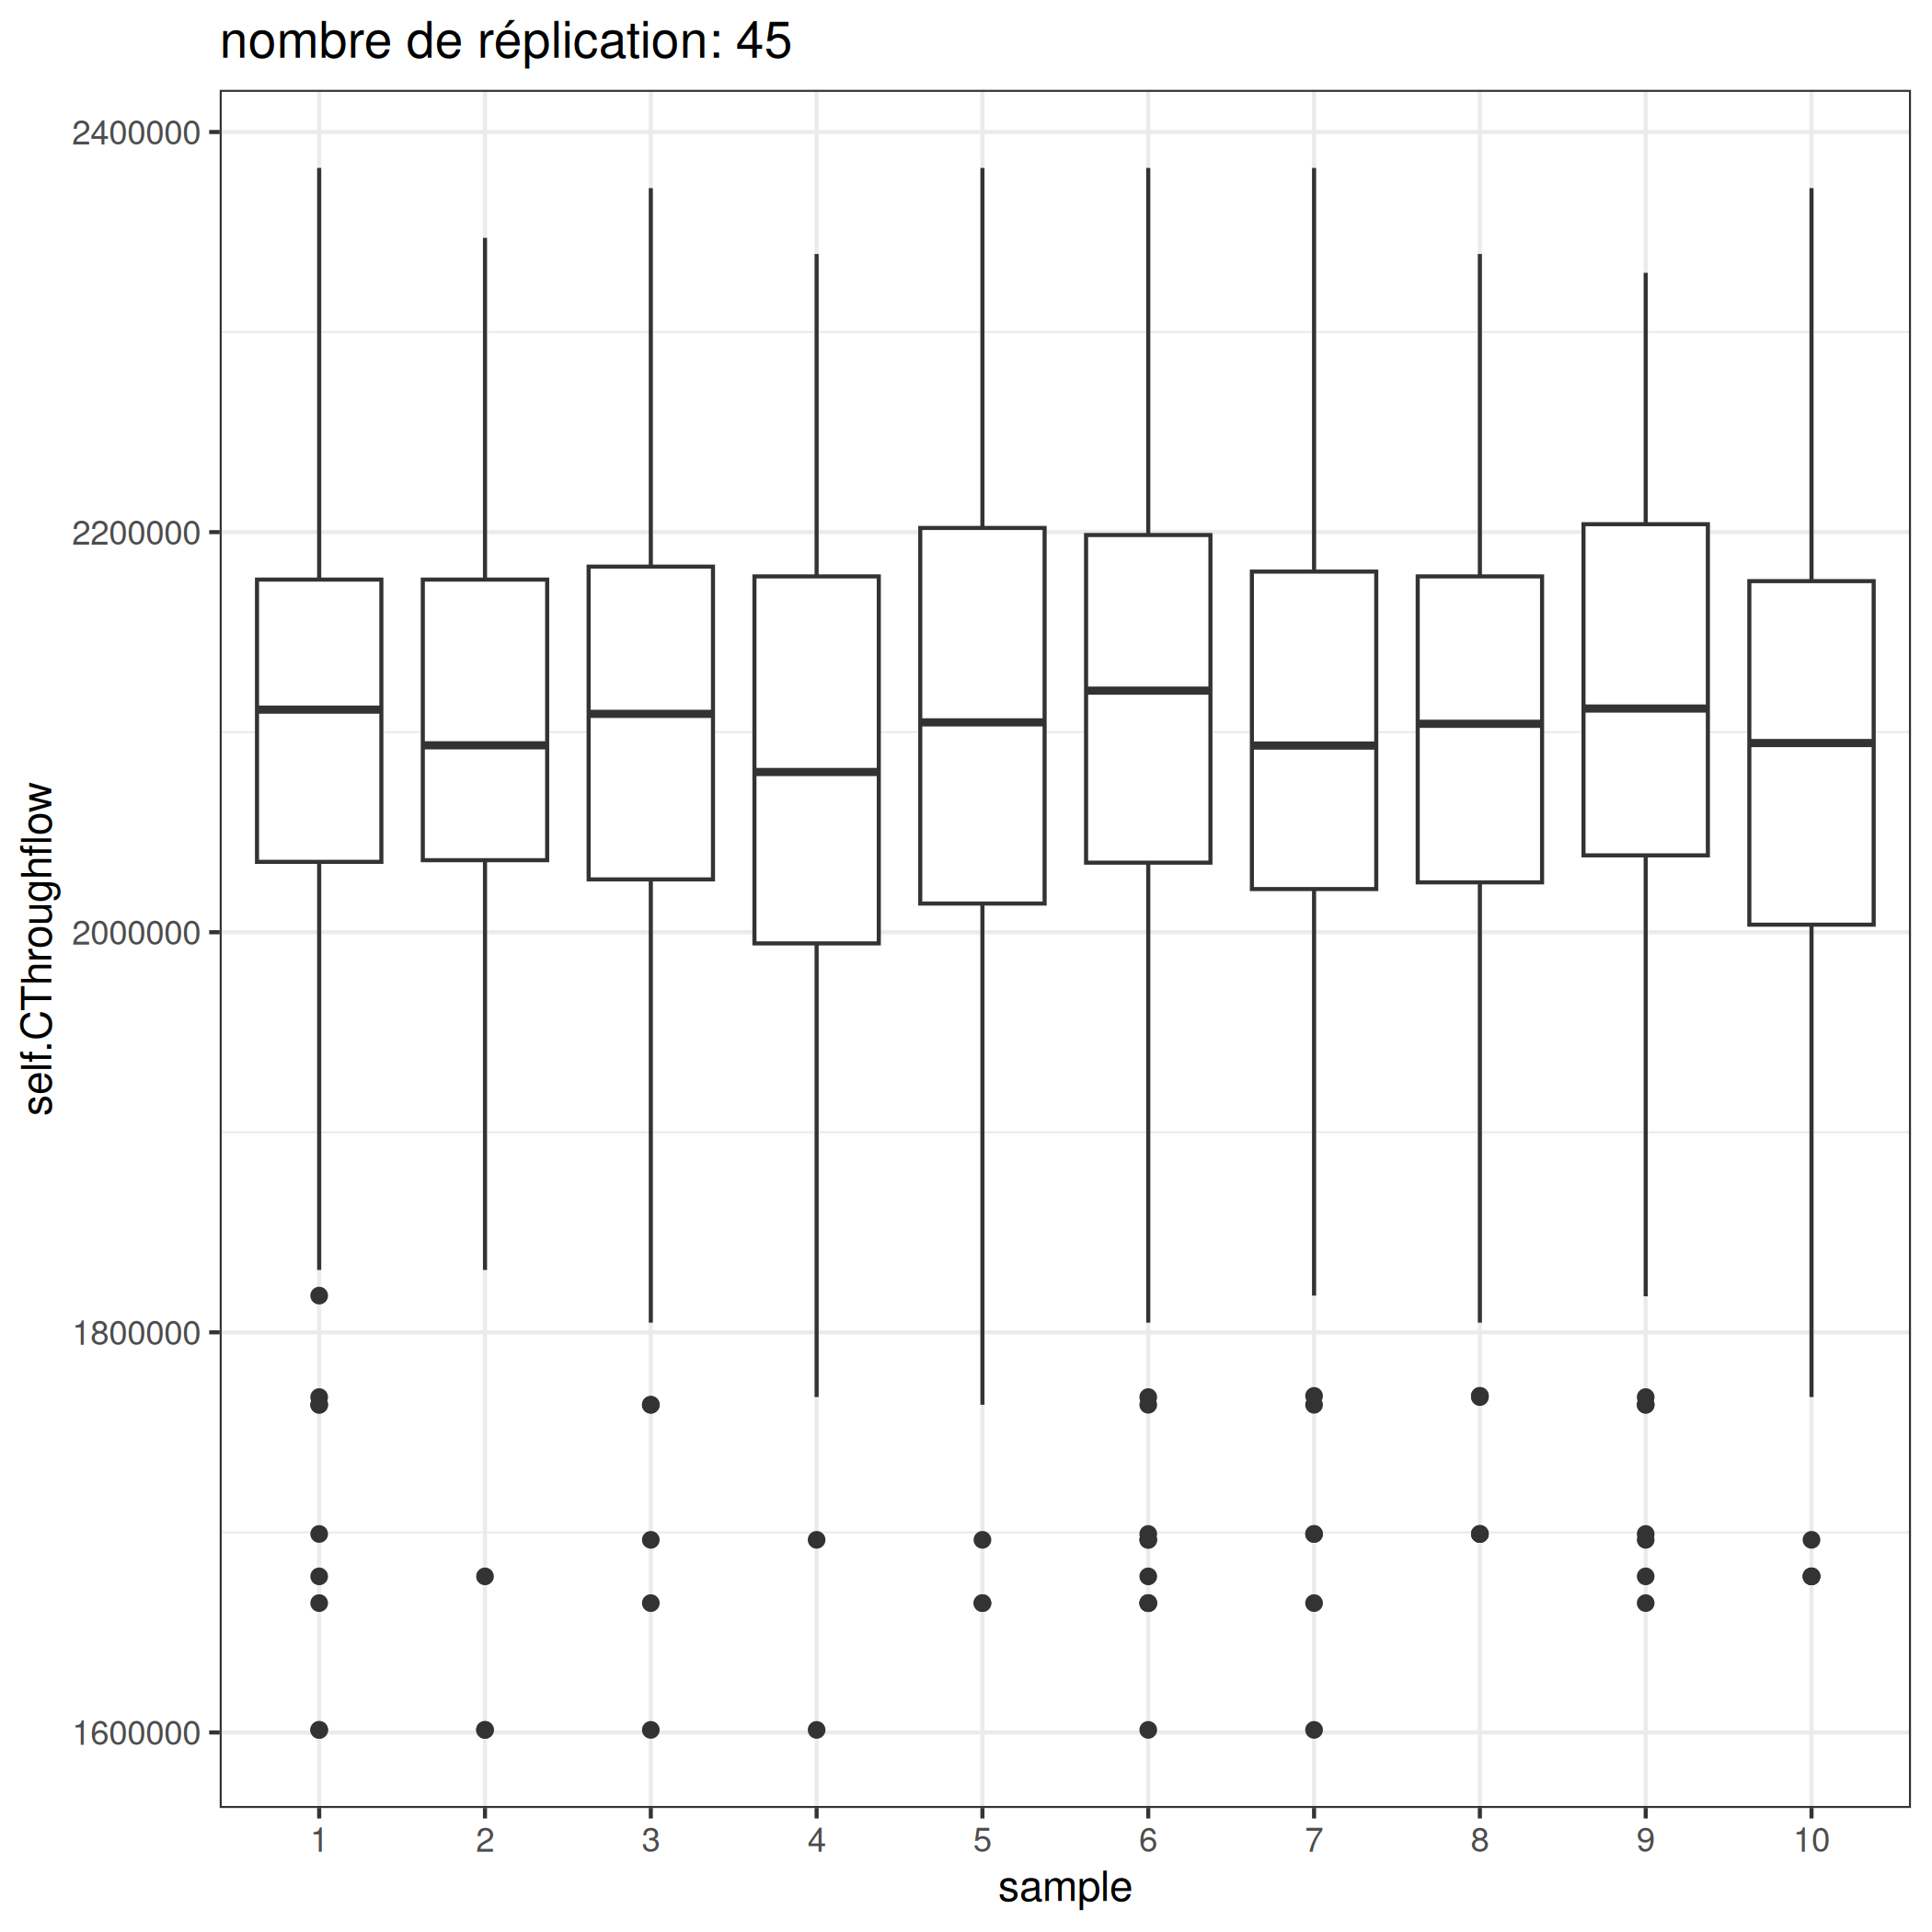 nombre de réplication: 45
2400000
2200000
2000000
1800000
1600000
self.CThroughflow
1 2 3 4 5 6 7 8 9 10
sample